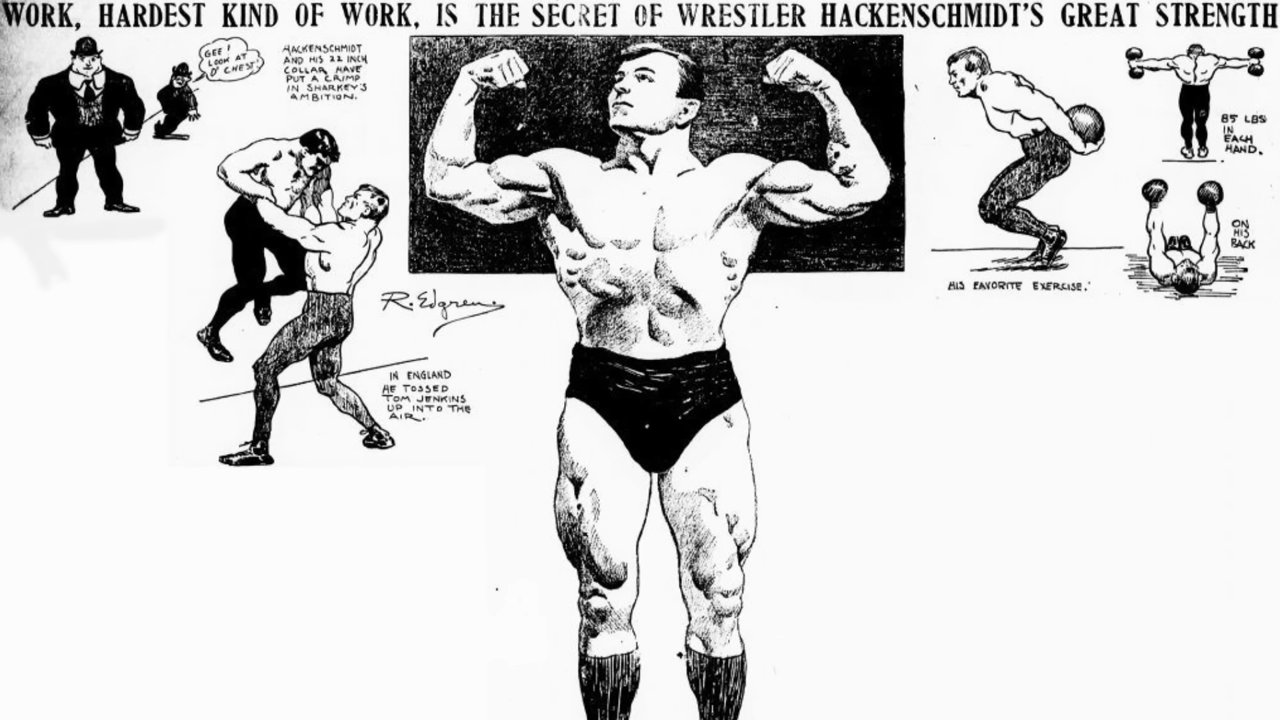 WORK, HARDEST KIND OF WORK, IS THE SECRET OF WRESTLER HACKENSCHMIDT'S GREAT STRENGTH
GEE!
LOOK AT
D' CHEST
HACKENSCHMIDT
AND HIS 22 INCH
COLLAR HAVE
PUT A CRIMP
IN SHARKEY'S
AMBITION.
R. Edgren
IN ENGLAND
HE TOSSED
TOM JENKINS
UP INTO THE
AIR.
HIS FAVORITE EXERCISE.
85 LBS
IN
EACH
HAND.
ON
HIS
BACK